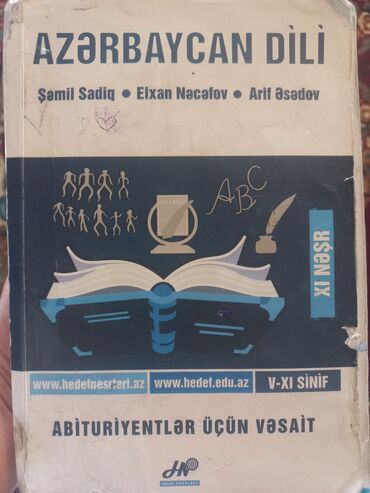 AZƏRBAYCAN DİLİ
Şəmil Sadiq • Elxan Nəcəfov • Arif Əsədov
ABC
XI NƏŞR
www.hedefnesrleri.az www.hedef.edu.az V-XI SİNİF
ABİTURİYENTLƏR ÜÇÜN VƏSAİT